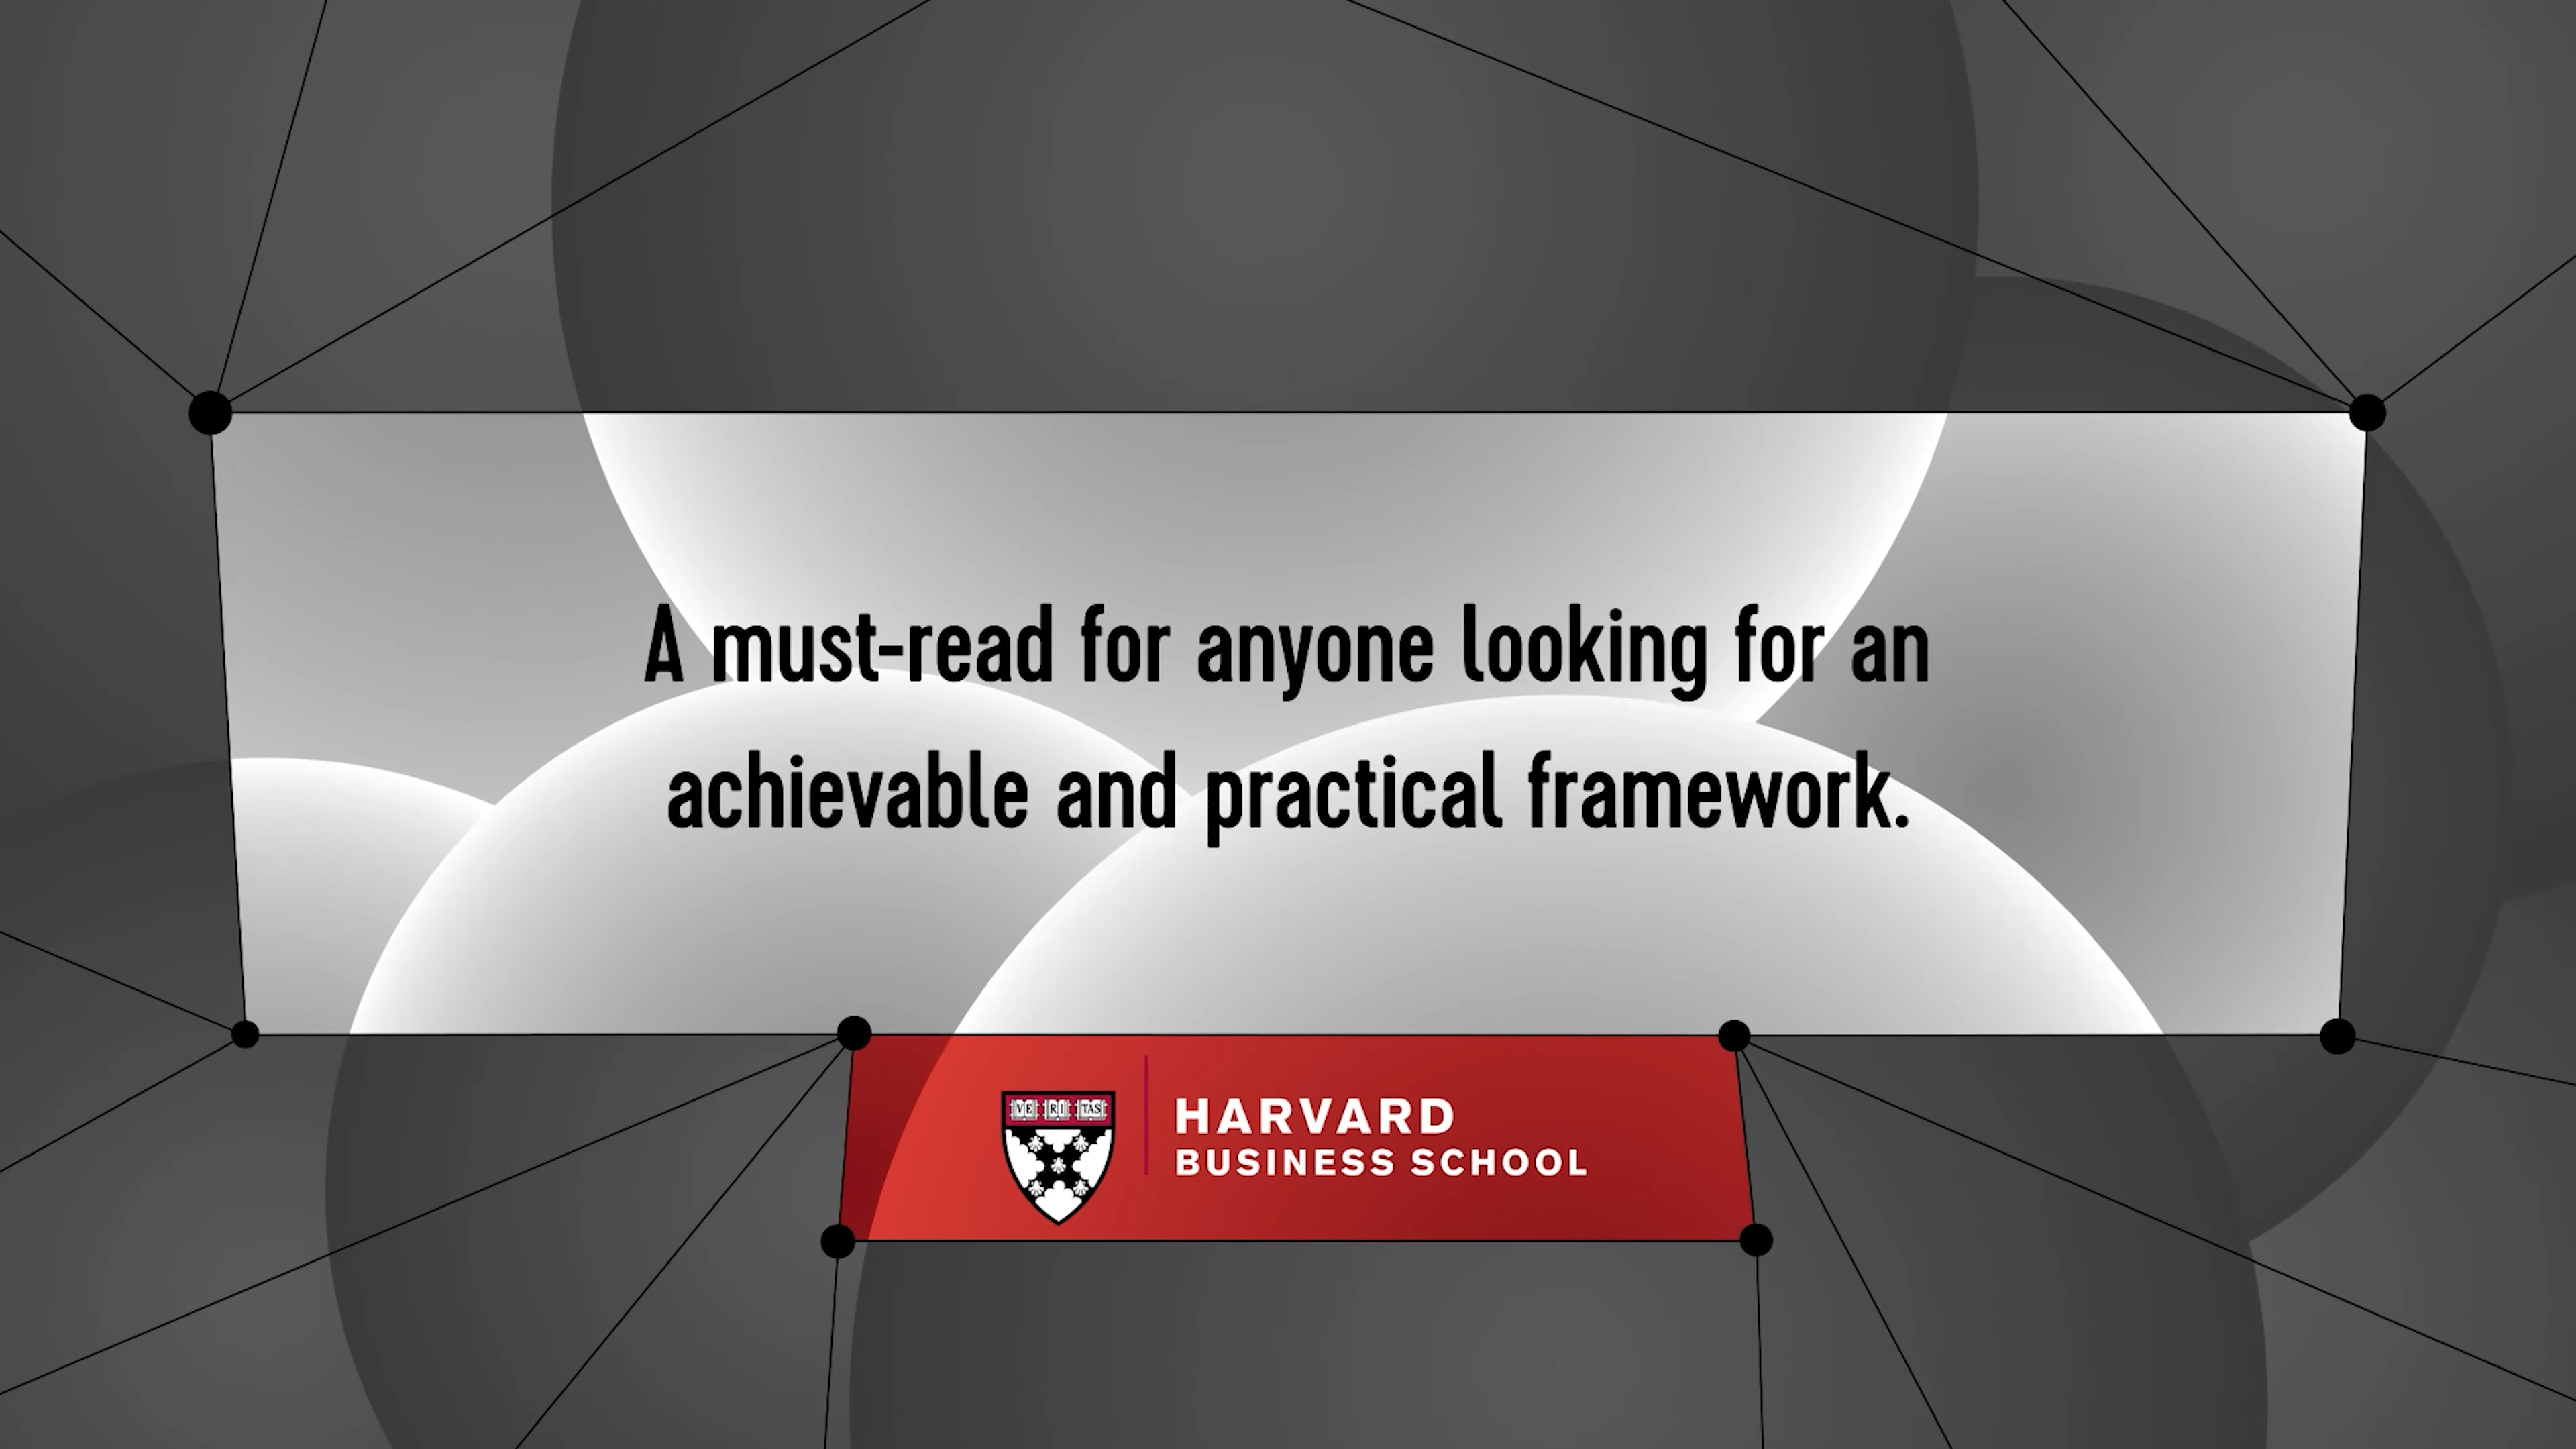 A must-read for anyone looking for an
achievable and practical framework.
VE RI TAS
HARVARD
BUSINESS SCHOOL